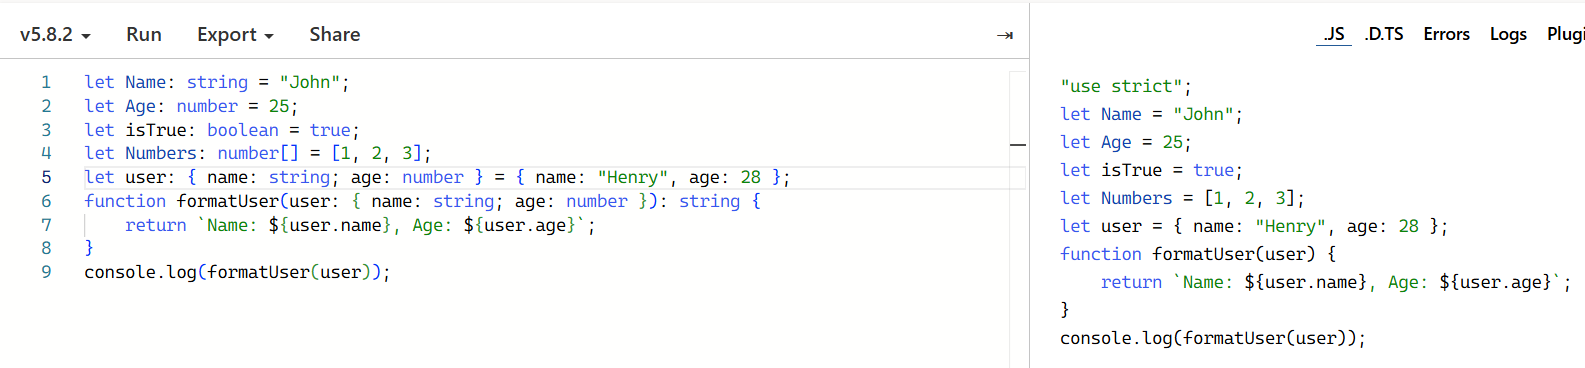 v5.8.2 Run Export Share
1 let Name: string = "John";
2 let Age: number = 25;
3 let isTrue: boolean = true;
4 let Numbers: number[] = [1, 2, 3];
5 let user: { name: string; age: number } = { name: "Henry", age: 28 };
6 function formatUser(user: { name: string; age: number }): string {
7 return `Name: ${user.name}, Age: ${user.age}`;
8 }
9 console.log(formatUser(user));
.JS .D.TS Errors Logs Plugi
"use strict";
let Name = "John";
let Age = 25;
let isTrue = true;
let Numbers = [1, 2, 3];
let user = { name: "Henry", age: 28 };
function formatUser(user) {
return `Name: ${user.name}, Age: ${user.age}`;
}
console.log(formatUser(user));